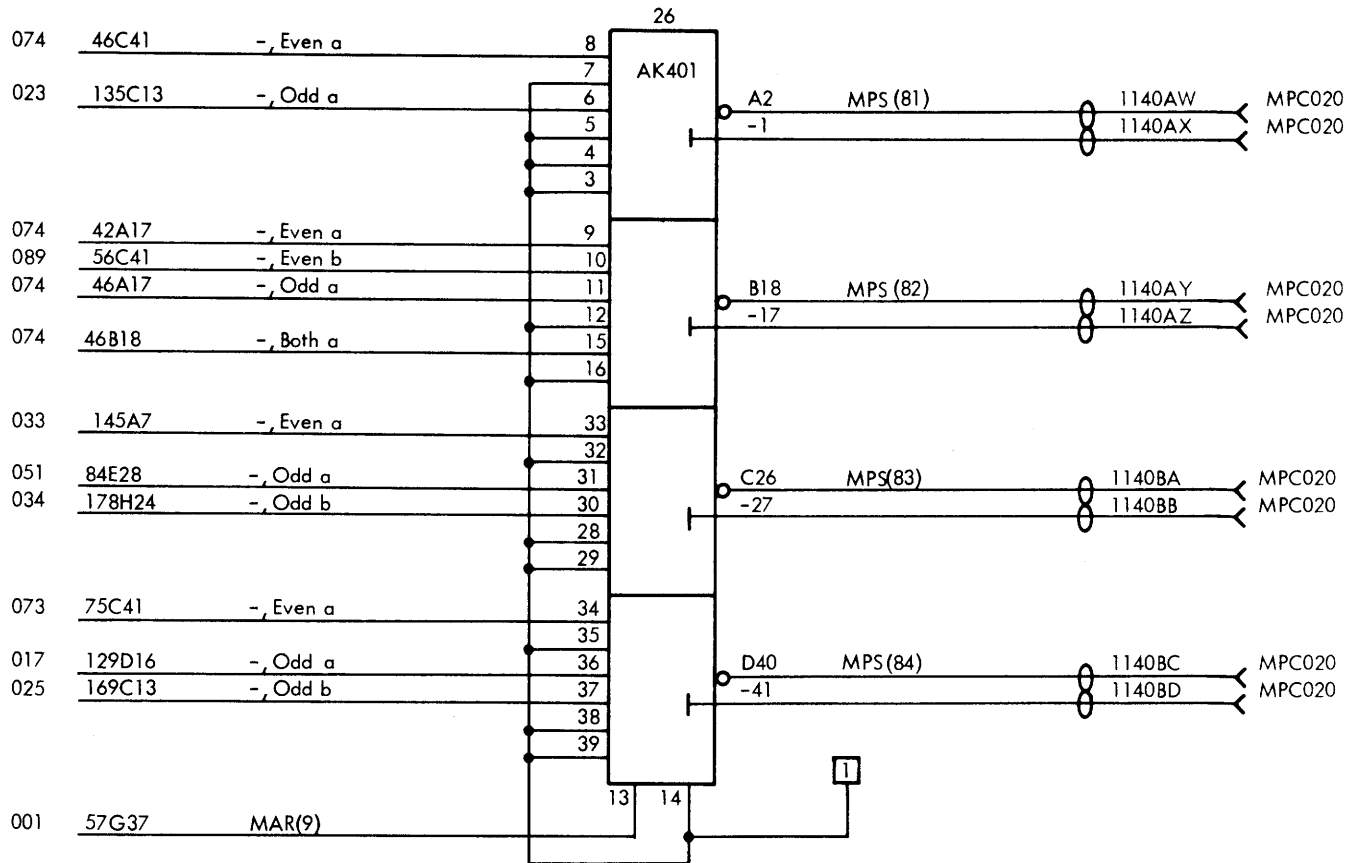 26
074 46C41 -, Even a 8
7 AK401
023 135C13 -, Odd a 6 A2 MPS (81) 1140AW MPC020
5 -1 1140AX MPC020
4
3
074 42A17 -, Even a 9
089 56C41 -, Even b 10
074 46A17 -, Odd a 11 B18 MPS (82) 1140AY MPC020
12 -17 1140AZ MPC020
074 46B18 -, Both a 15
16
033 145A7 -, Even a 33
32
051 84E28 -, Odd a 31 C26 MPS(83) 1140BA MPC020
034 178H24 -, Odd b 30 -27 1140BB MPC020
28
29
073 75C41 -, Even a 34
35
017 129D16 -, Odd a 36 D40 MPS(84) 1140BC MPC020
025 169C13 -, Odd b 37 -41 1140BD MPC020
38
39
1
13 14
001 57G37 MAR(9)